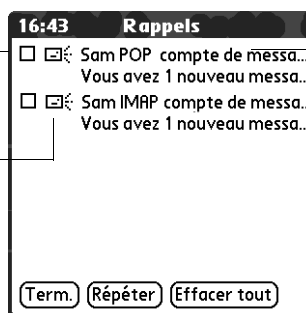 16:43 Rappels
Sam POP compte de messa...
Vous avez 1 nouveau messa...
Sam IMAP compte de messa...
Vous avez 1 nouveau messa...
Term. Répéter Effacer tout